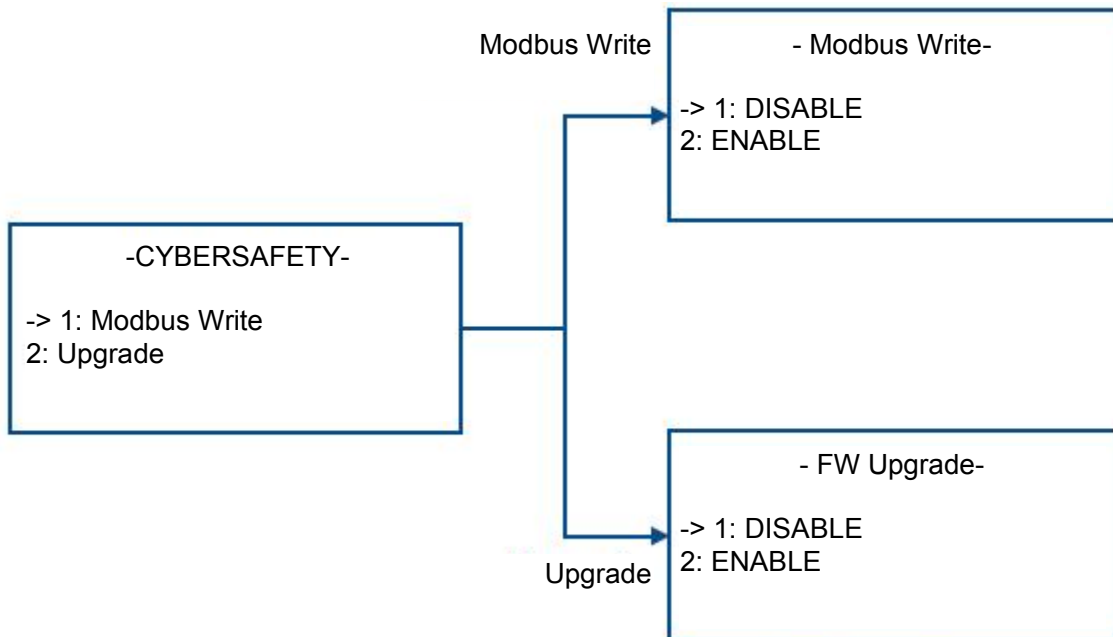 Modbus Write
- Modbus Write-
-> 1: DISABLE
2: ENABLE
-CYBERSAFETY-
-> 1: Modbus Write
2: Upgrade
- FW Upgrade-
-> 1: DISABLE
2: ENABLE
Upgrade